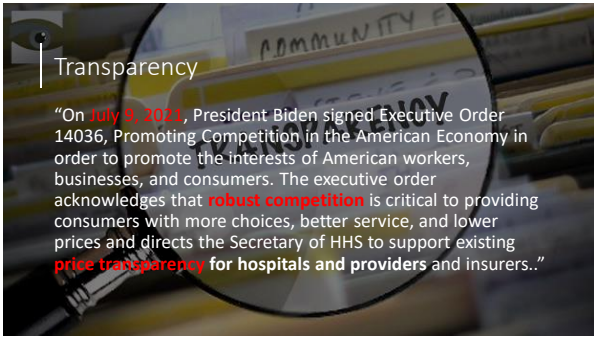 COMMUNITY F
Transparency
TRANSPARENCY
“On July 9, 2021, President Biden signed Executive Order
14036, Promoting Competition in the American Economy in
order to promote the interests of American workers,
businesses, and consumers. The executive order
acknowledges that robust competition is critical to providing
consumers with more choices, better service, and lower
prices and directs the Secretary of HHS to support existing
price transparency for hospitals and providers and insurers..”